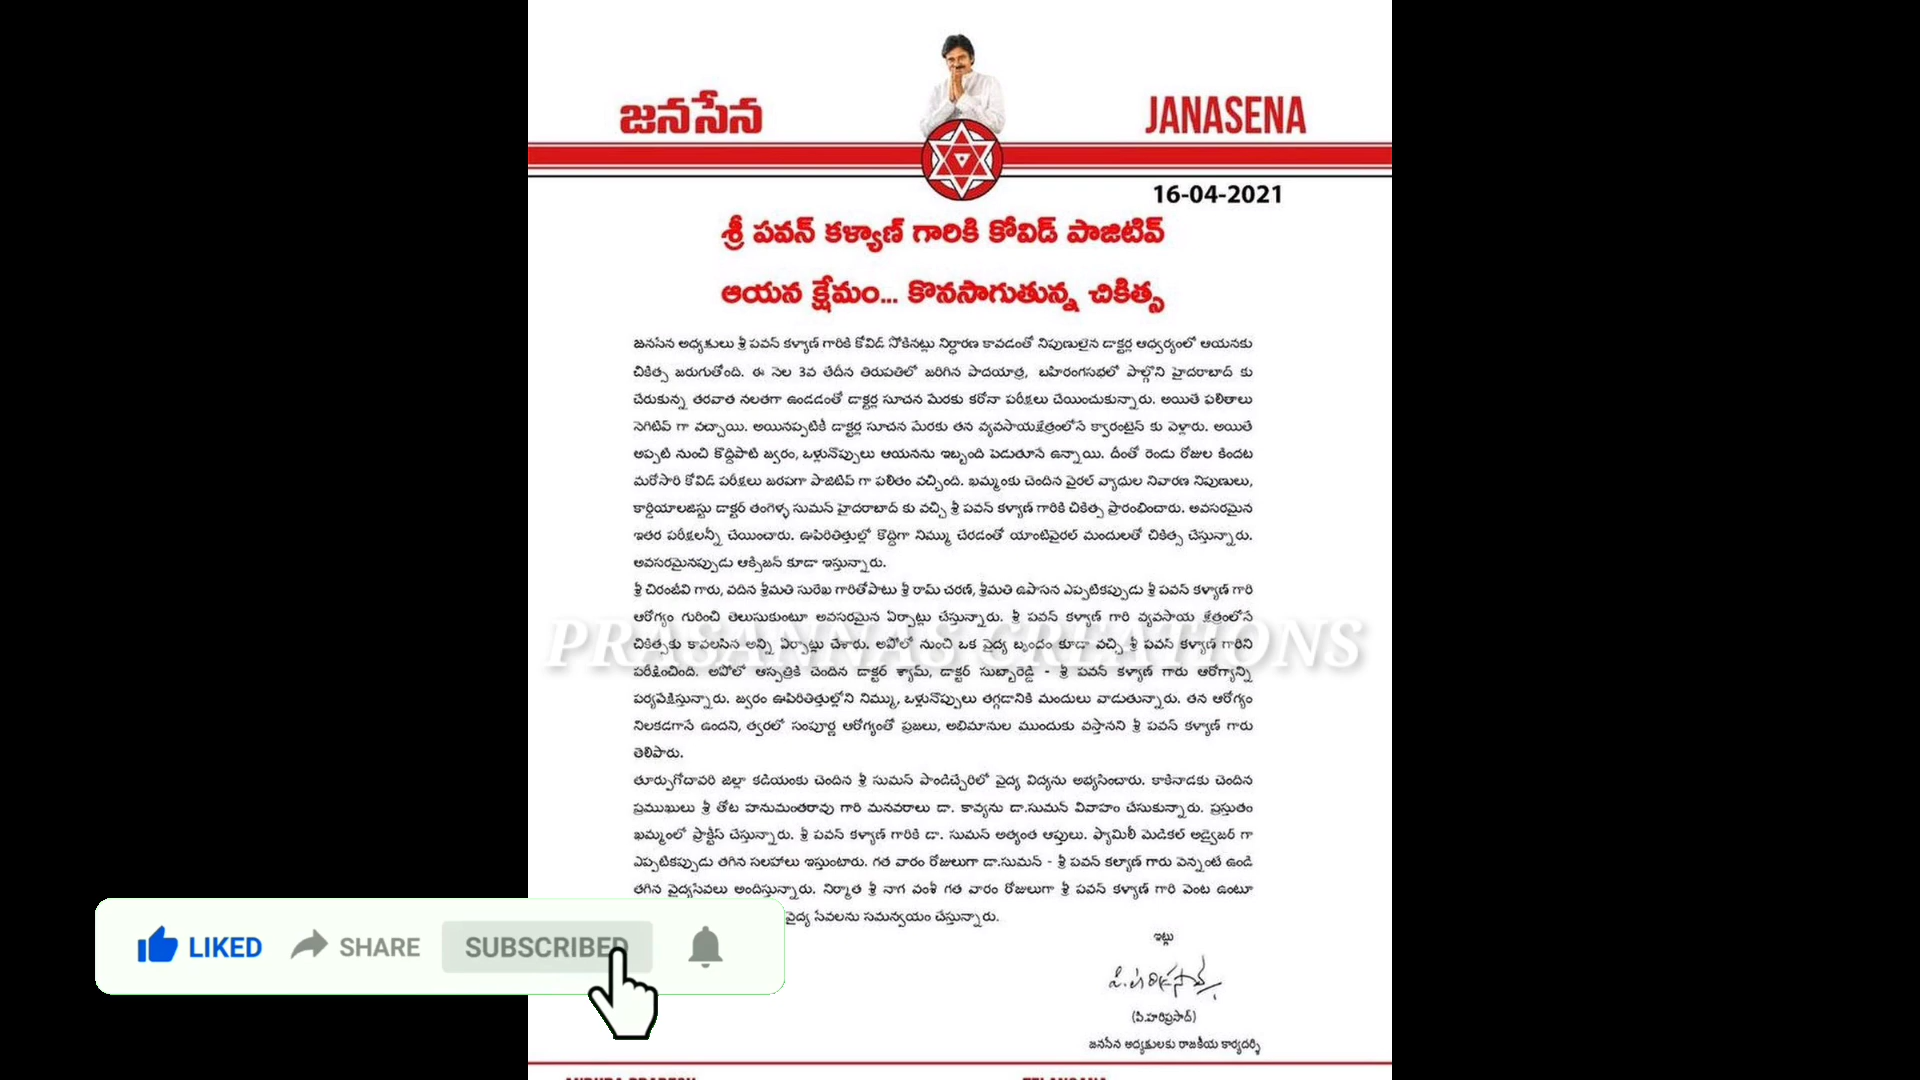 జనసేన
JANASENA
16-04-2021
శ్రీ పవన్ కళ్యాణ్ గారికి కోవిడ్ పాజిటివ్
ఆయన క్షేమం... కొనసాగుతున్న చికిత్స
జనసేన అధ్యక్షులు శ్రీ పవన్ కళ్యాణ్ గారికి కోవిడ్ సోకినట్లు నిర్ధారణ కావడంతో నిపుణులైన డాక్టర్ల ఆధ్వర్యంలో ఆయనకు
చికిత్స జరుగుతోంది. ఈ నెల 3వ తేదీన తిరుపతిలో జరిగిన పాదయాత్ర, బహిరంగసభలో పాల్గొని హైదరాబాద్ కు
చేరుకున్న తరవాత నలతగా ఉండడంతో డాక్టర్ల సూచన మేరకు కరోనా పరీక్షలు చేయించుకున్నారు. అయితే ఫలితాలు
నెగిటివ్ గా వచ్చాయి. అయినప్పటికీ డాక్టర్ల సూచన మేరకు తన వ్యవసాయక్షేత్రంలోనే క్వారంటైన్ కు వెళ్లారు. అయితే
అప్పటి నుంచి కొద్దిపాటి జ్వరం, ఒళ్లునొప్పులు ఆయనను ఇబ్బంది పెడుతూనే ఉన్నాయి. దీంతో రెండు రోజుల కిందట
మరోసారి కోవిడ్ పరీక్షలు జరపగా పాజిటివ్ గా ఫలితం వచ్చింది. ఖమ్మంకు చెందిన వైరల్ వ్యాధుల నివారణ నిపుణులు,
కార్డియాలజిస్టు డాక్టర్ తంగెళ్ళ సుమన్ హైదరాబాద్ కు వచ్చి శ్రీ పవన్ కళ్యాణ్ గారికి చికిత్స ప్రారంభించారు. అవసరమైన
ఇతర పరీక్షలన్నీ చేయించారు. ఊపిరితిత్తుల్లో కొద్దిగా నిమ్ము చేరడంతో యాంటివైరల్ మందులతో చికిత్స చేస్తున్నారు.
అవసరమైనప్పుడు ఆక్సిజన్ కూడా ఇస్తున్నారు.
శ్రీ చిరంజీవి గారు, వదిన శ్రీమతి సురేఖ గారితోపాటు శ్రీ రామ్ చరణ్, శ్రీమతి ఉపాసన ఎప్పటికప్పుడు శ్రీ పవన్ కళ్యాణ్ గారి
ఆరోగ్యం గురించి తెలుసుకుంటూ అవసరమైన ఏర్పాట్లు చేస్తున్నారు. శ్రీ పవన్ కళ్యాణ్ గారి వ్యవసాయ క్షేత్రంలోనే
PRASANNAS CREATIONS
చికిత్సకు కావలసిన అన్ని ఏర్పాట్లు చేశారు. అపోలో నుంచి ఒక వైద్య బృందం కూడా వచ్చి శ్రీ పవన్ కళ్యాణ్ గారిని
పరీక్షించింది. అపోలో ఆస్పత్రికి చెందిన డాక్టర్ శ్యామ్, డాక్టర్ సుబ్బారెడ్డి - శ్రీ పవన్ కళ్యాణ్ గారు ఆరోగ్యాన్ని
పర్యవేక్షిస్తున్నారు. జ్వరం ఊపిరితిత్తుల్లోని నిమ్ము, ఒళ్లునొప్పులు తగ్గడానికి మందులు వాడుతున్నారు. తన ఆరోగ్యం
నిలకడగానే ఉందని, త్వరలో సంపూర్ణ ఆరోగ్యంతో ప్రజలు, అభిమానుల ముందుకు వస్తానని శ్రీ పవన్ కళ్యాణ్ గారు
తెలిపారు.
తూర్పుగోదావరి జిల్లా కడియంకు చెందిన శ్రీ సుమన్ పాండిచ్చేరిలో వైద్య విద్యను అభ్యసించారు. కాకినాడకు చెందిన
ప్రముఖులు శ్రీ తోట హనుమంతరావు గారి మనవరాలు డా. కావ్యను డా.సుమన్ వివాహం చేసుకున్నారు. ప్రస్తుతం
ఖమ్మంలో ప్రాక్టీస్ చేస్తున్నారు. శ్రీ పవన్ కళ్యాణ్ గారికి డా. సుమన్ అత్యంత ఆప్తులు. ఫ్యామిలీ మెడికల్ అడ్వైజర్ గా
ఎప్పటికప్పుడు తగిన సలహాలు ఇస్తుంటారు. గత వారం రోజులుగా డా.సుమన్ - శ్రీ పవన్ కల్యాణ్ గారు వెన్నంటే ఉండి
తగిన వైద్యసేవలు అందిస్తున్నారు. నిర్మాత శ్రీ నాగ వంశీ గత వారం రోజులుగా శ్రీ పవన్ కళ్యాణ్ గారి వెంట ఉంటూ
వైద్య సేవలను సమన్వయం చేస్తున్నారు.
ఇట్లు
(పి.హరిప్రసాద్)
జనసేన అధ్యక్షులకు రాజకీయ కార్యదర్శి
LIKED
SHARE
SUBSCRIBED